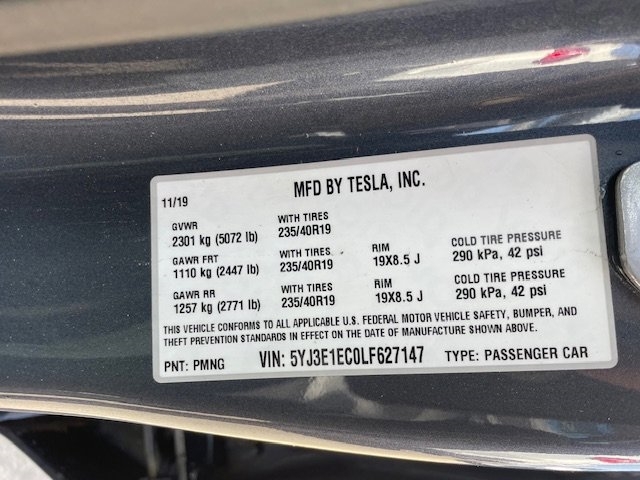 MFD BY TESLA, INC.
11/19
GVWR WITH TIRES
2301 kg (5072 lb) 235/40R19
GAWR FRT WITH TIRES RIM COLD TIRE PRESSURE
1110 kg (2447 lb) 235/40R19 19X8.5 J 290 kPa, 42 psi
GAWR RR WITH TIRES RIM COLD TIRE PRESSURE
1257 kg (2771 lb) 235/40R19 19X8.5 J 290 kPa, 42 psi
THIS VEHICLE CONFORMS TO ALL APPLICABLE U.S. FEDERAL MOTOR VEHICLE SAFETY, BUMPER, AND
THEFT PREVENTION STANDARDS IN EFFECT ON THE DATE OF MANUFACTURE SHOWN ABOVE.
PNT: PMNG VIN: 5YJ3E1EC0LF627147 TYPE: PASSENGER CAR